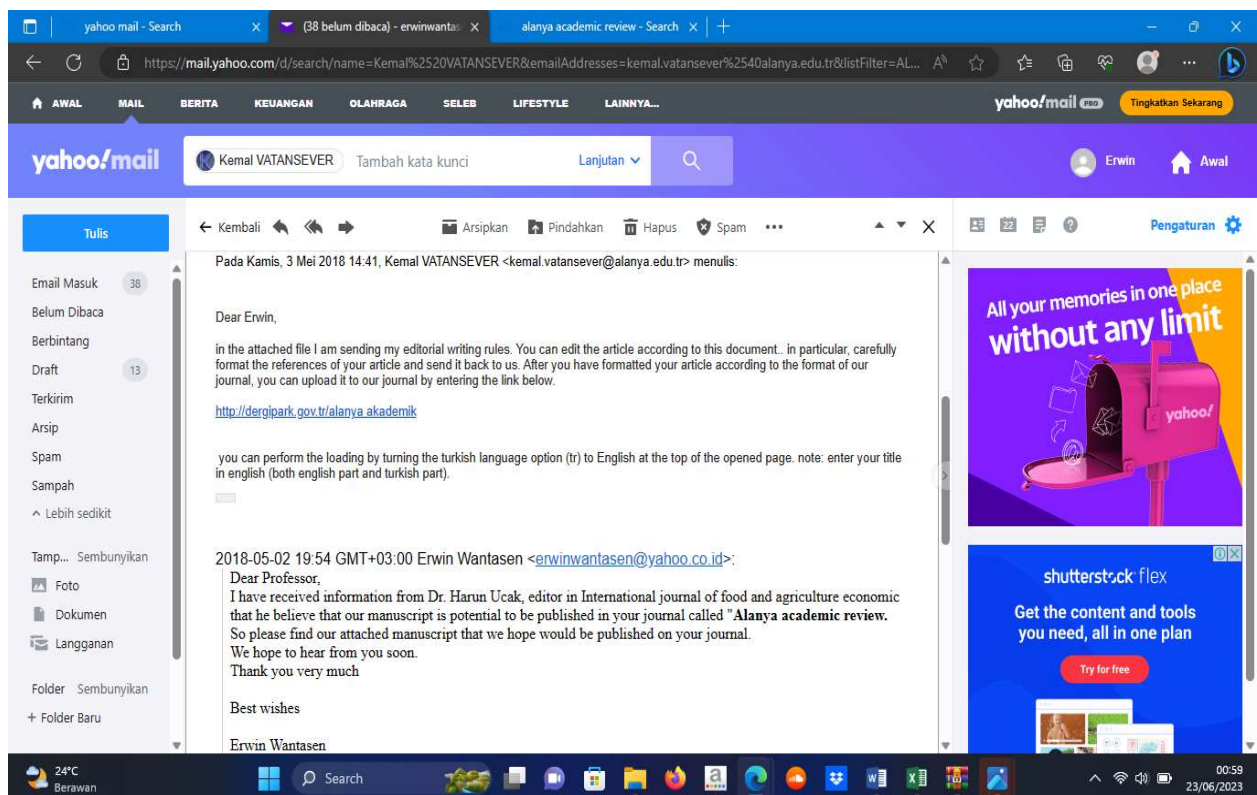 yahoo mail - Search
(38 belum dibaca) - erwinwantas
alanya academic review - Search
https://mail.yahoo.com/d/search/name=Kemal%2520VATANSEVER&emailAddresses=kemal.vatansever%2540alanya.edu.tr&listFilter=AL...
AWAL MAIL BERITA KEUANGAN OLAHRAGA SELEB LIFESTYLE LAINNYA...
yahoo!mail PRO Tingkatkan Sekarang
yahoo!mail
K Kemal VATANSEVER Tambah kata kunci Lanjutan
Erwin Awal
Tulis
Kembali Arsipkan Pindahkan Hapus Spam ...
22
Pengaturan
Email Masuk 38
Belum Dibaca
Berbintang
Draft 13
Terkirim
Arsip
Spam
Sampah
Lebih sedikit
Tamp... Sembunyikan
Foto
Dokumen
Langganan
Folder Sembunyikan
+ Folder Baru
Pada Kamis, 3 Mei 2018 14:41, Kemal VATANSEVER <kemal.vatansever@alanya.edu.tr> menulis:
Dear Erwin,
in the attached file I am sending my editorial writing rules. You can edit the article according to this document.. in particular, carefully
format the references of your article and send it back to us. After you have formatted your article according to the format of our
journal, you can upload it to our journal by entering the link below.
http://dergipark.gov.tr/alanya akademik
you can perform the loading by turning the turkish language option (tr) to English at the top of the opened page. note: enter your title
in english (both english part and turkish part).
2018-05-02 19:54 GMT+03:00 Erwin Wantasen <erwinwantasen@yahoo.co.id>:
Dear Professor,
I have received information from Dr. Harun Ucak, editor in International journal of food and agriculture economic
that he believe that our manuscript is potential to be published in your journal called "Alanya academic review.
So please find our attached manuscript that we hope would be published on your journal.
We hope to hear from you soon.
Thank you very much
Best wishes
Erwin Wantasen
All your memories in one place
without any limit
yahoo!
shutterstock flex
Get the content and tools
you need, all in one plan
Try for free
24°C
Berawan
Search
00:59
23/06/2023